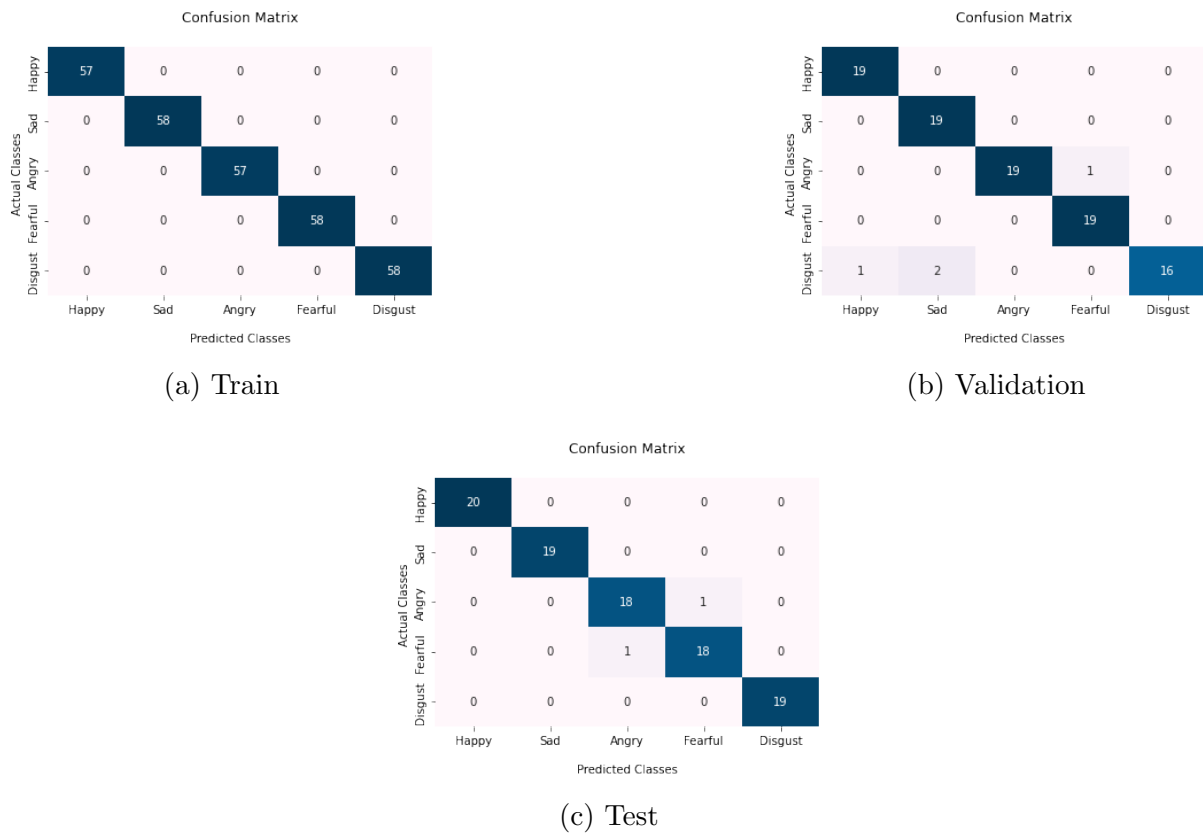 Confusion Matrix
Happy 57 0 0 0 0
Sad 0 58 0 0 0
Angry 0 0 57 0 0
Fearful 0 0 0 58 0
Disgust 0 0 0 0 58
Actual Classes
Happy Sad Angry Fearful Disgust
Predicted Classes
(a) Train
Confusion Matrix
Happy 19 0 0 0 0
Sad 0 19 0 0 0
Angry 0 0 19 1 0
Fearful 0 0 0 19 0
Disgust 1 2 0 0 16
Actual Classes
Happy Sad Angry Fearful Disgust
Predicted Classes
(b) Validation
Confusion Matrix
Happy 20 0 0 0 0
Sad 0 19 0 0 0
Angry 0 0 18 1 0
Fearful 0 0 1 18 0
Disgust 0 0 0 0 19
Actual Classes
Happy Sad Angry Fearful Disgust
Predicted Classes
(c) Test